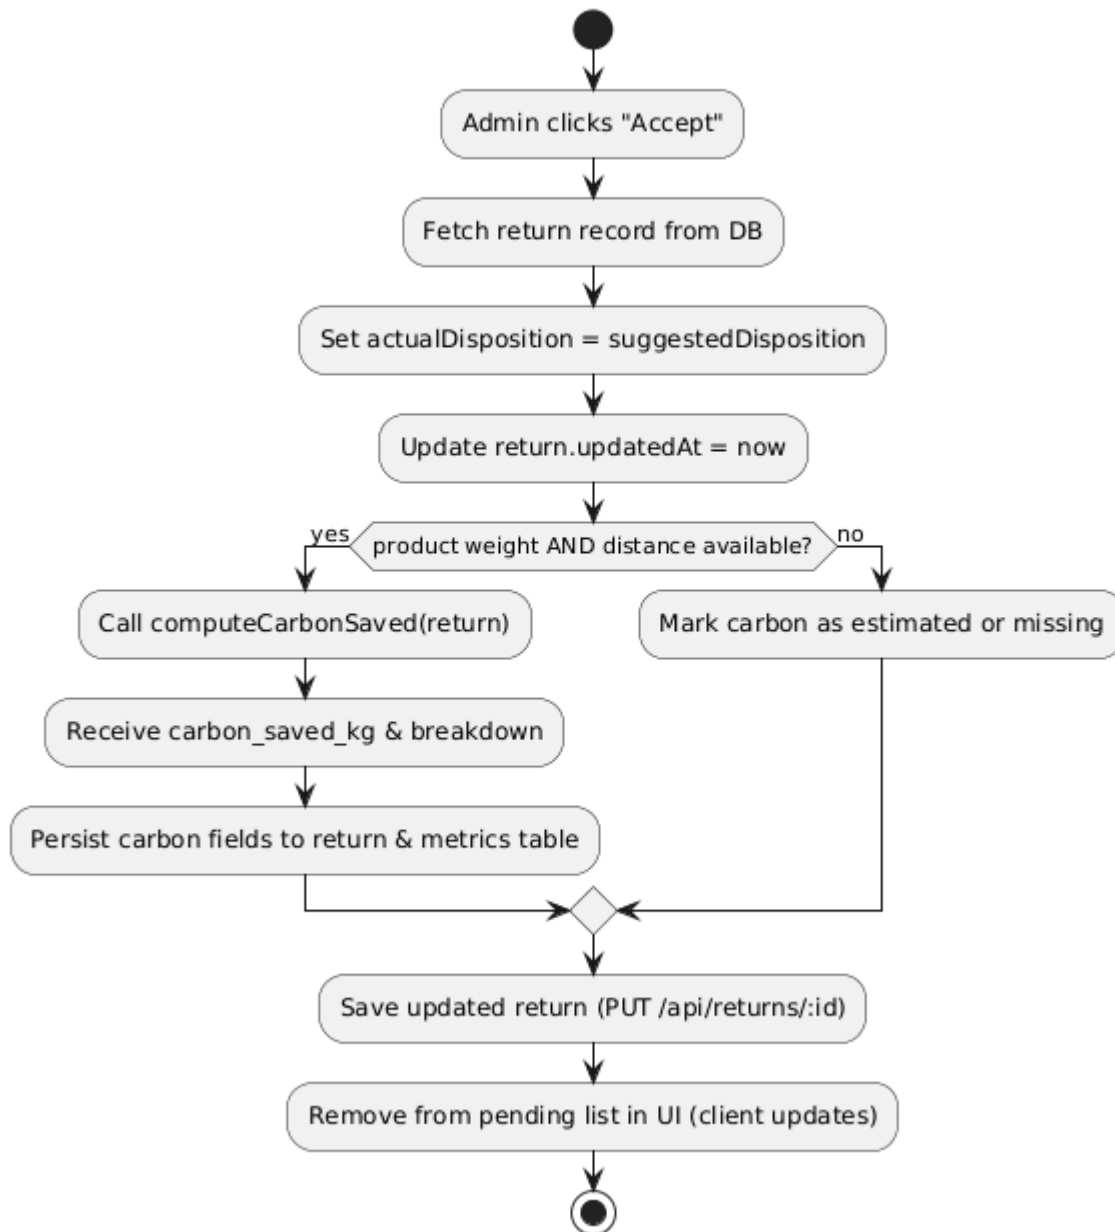 Admin clicks "Accept"
Fetch return record from DB
Set actualDisposition = suggestedDisposition
Update return.updatedAt = now
yes
product weight AND distance available?
no
Call computeCarbonSaved(return)
Mark carbon as estimated or missing
Receive carbon_saved_kg & breakdown
Persist carbon fields to return & metrics table
Save updated return (PUT /api/returns/:id)
Remove from pending list in UI (client updates)